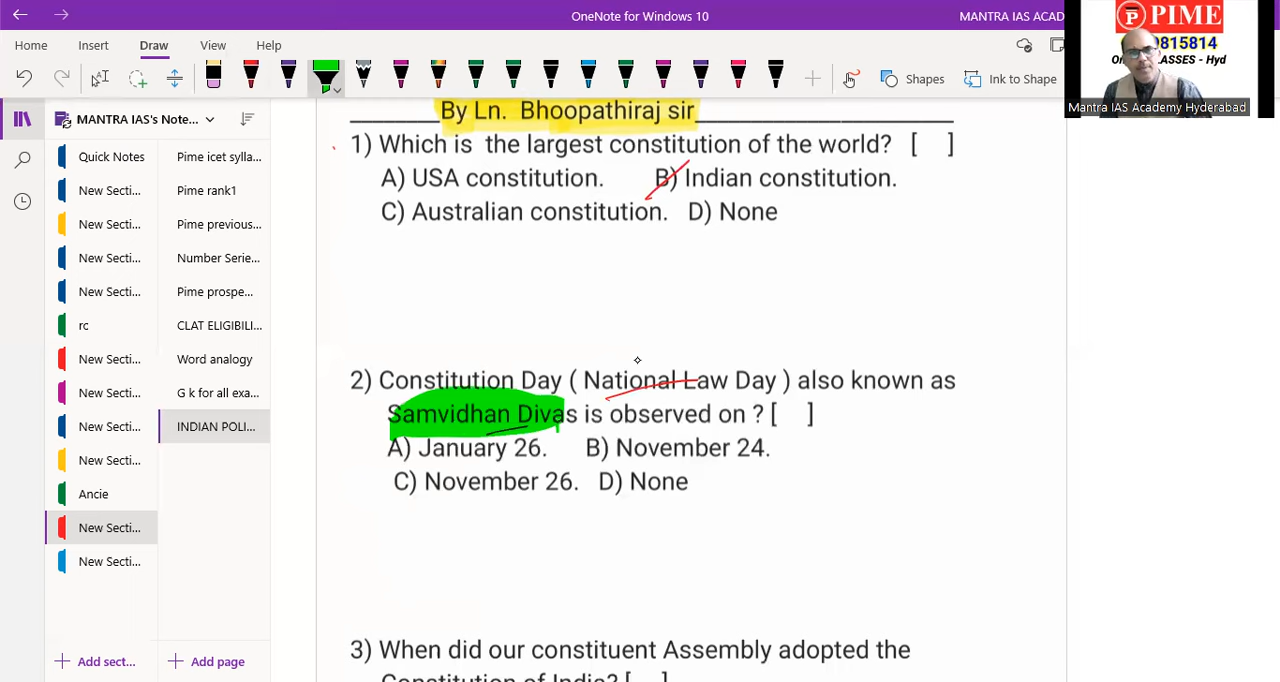 OneNote for Windows 10
MANTRA IAS ACAD
PIME
9815814
CLASSES - Hyd
Mantra IAS Academy Hyderabad
Home Insert Draw View Help
Shapes Ink to Shape
MANTRA IAS's Note...
Quick Notes
New Secti...
New Secti...
New Secti...
New Secti...
rc
New Secti...
New Secti...
New Secti...
New Secti...
Ancie
New Secti...
New Secti...
Add sect...
Pime icet sylla...
Pime rank1
Pime previous...
Number Serie...
Pime prospe...
CLAT ELIGIBILI...
Word analogy
G k for all exa...
INDIAN POLI...
Add page
By Ln. Bhoopathiraj sir
1) Which is the largest constitution of the world? [ ]
A) USA constitution. B) Indian constitution.
C) Australian constitution. D) None
2) Constitution Day ( National Law Day ) also known as
Samvidhan Divas is observed on ? [ ]
A) January 26. B) November 24.
C) November 26. D) None
3) When did our constituent Assembly adopted the
Constitution of India? [ ]